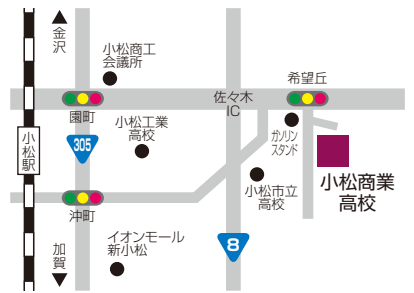 ▲
金沢
小松商工
会議所
希望丘
佐々木
IC
園町
ガソリン
スタンド
305
小松工業
高校
小松駅
小松商業
高校
小松市立
高校
沖町
イオンモール
新小松
8
加賀
▼